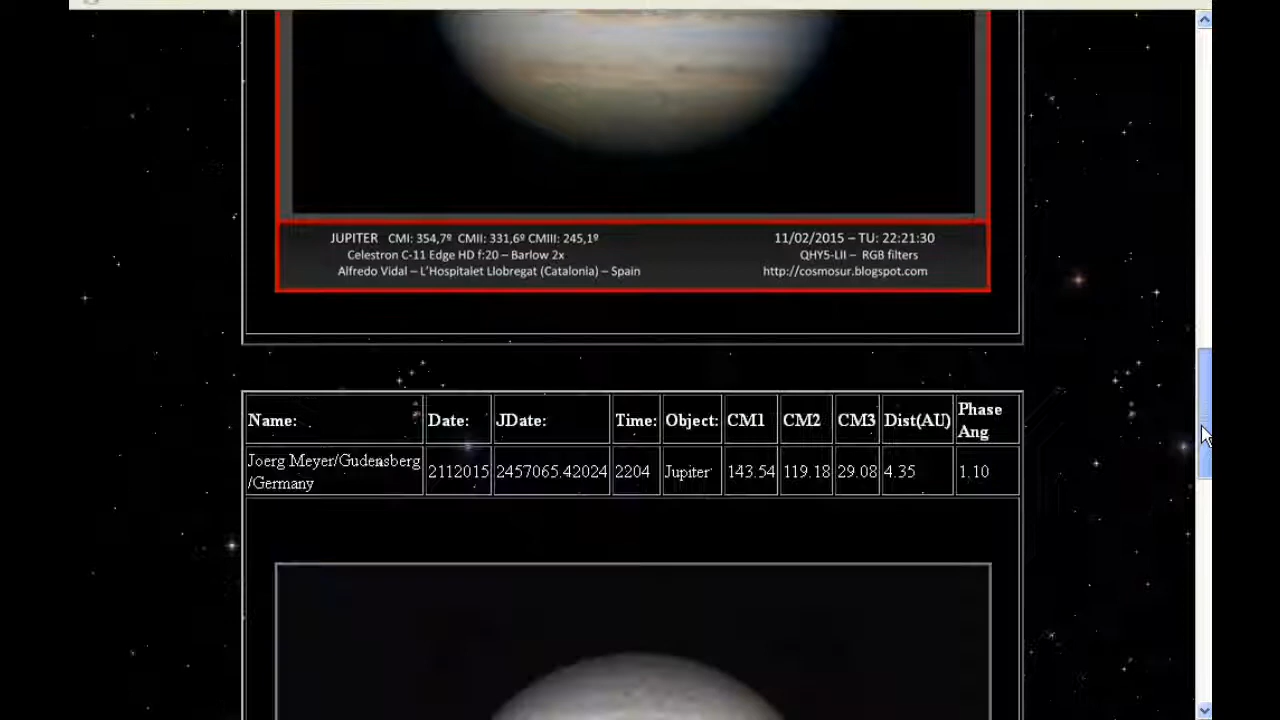 JUPITER CMI: 354,7º CMII: 331,6º CMIII: 245,1º
Celestron C-11 Edge HD f:20 – Barlow 2x
Alfredo Vidal – L'Hospitalet Llobregat (Catalonia) – Spain
11/02/2015 – TU: 22:21:30
QHY5-LII – RGB filters
http://cosmosur.blogspot.com
Name: Date: JDate: Time: Object: CM1 CM2 CM3 Dist(AU) Phase Ang
Joerg Meyer/Gudensberg
/Germany
2112015 2457065.42024 2204 Jupiter 143.54 119.18 29.08 4.35 1.10